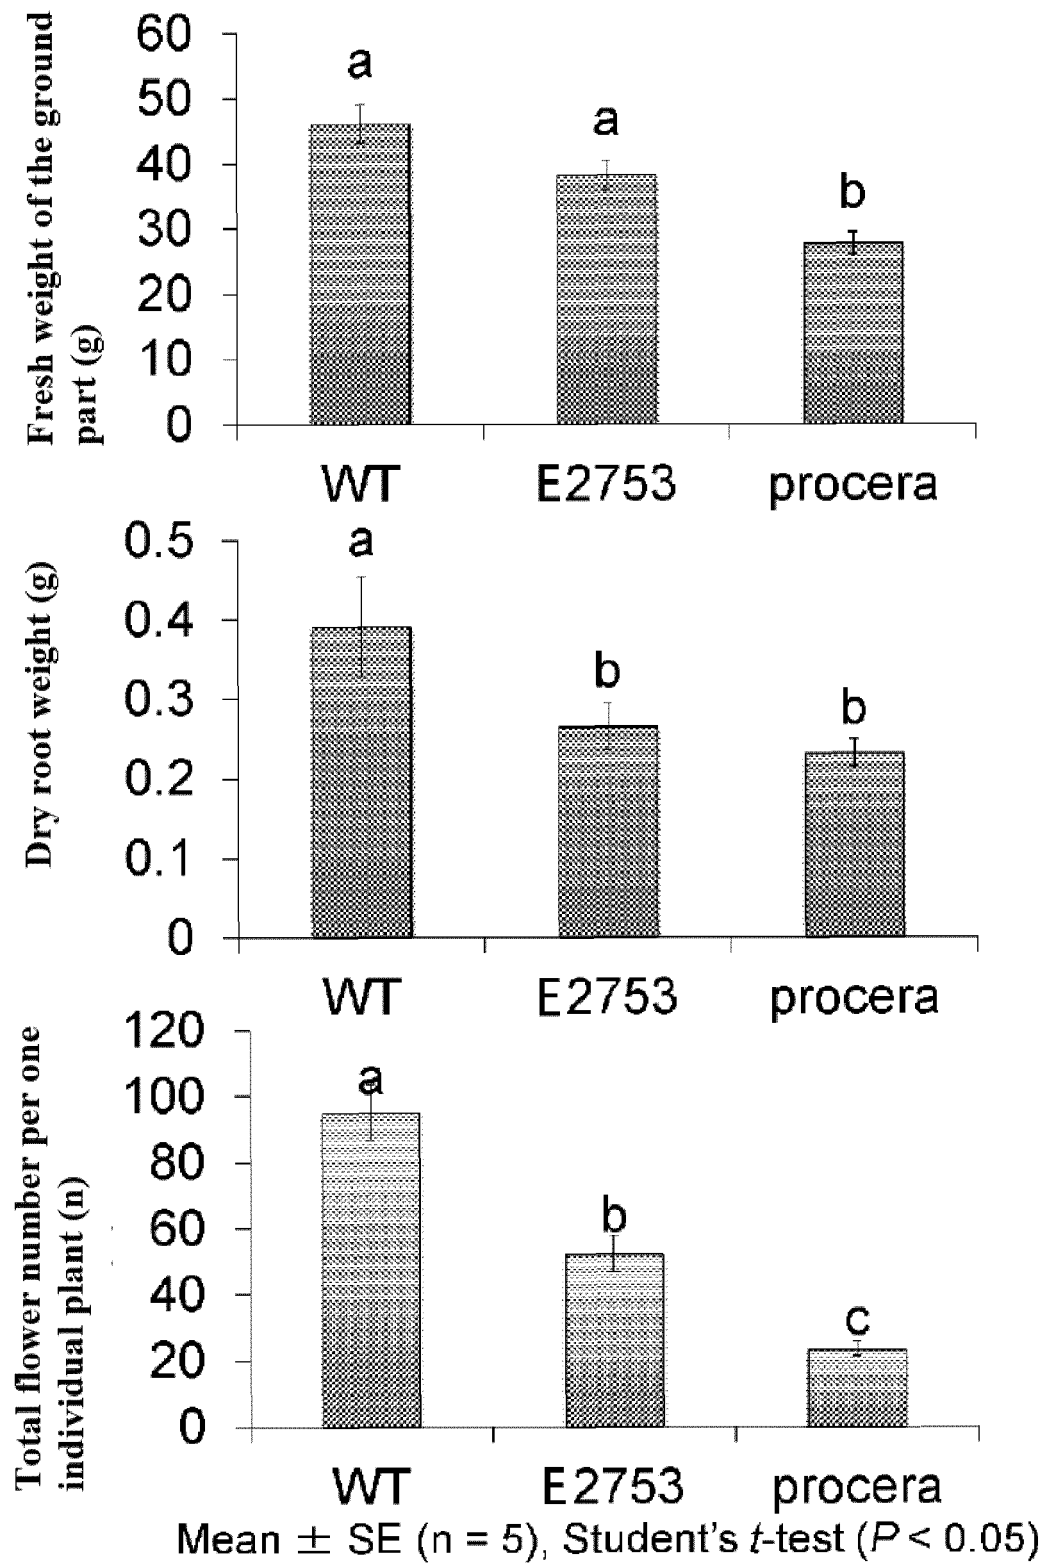 Fresh weight of the ground
part (g)
60
50
40
30
20
10
0
a
a
b
WT E2753 procera
Dry root weight (g)
0.5
0.4
0.3
0.2
0.1
0
a
b
b
WT E2753 procera
Total flower number per one
individual plant (n)
120
100
80
60
40
20
0
a
b
c
WT E2753 procera
Mean ± SE (n = 5), Student's t-test (P < 0.05)